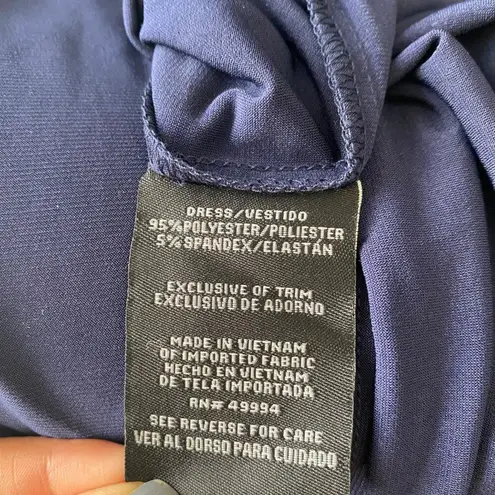 DRESS/VESTIDO
95%POLYESTER/POLIESTER
5%SPANDEX/ELASTÁN
EXCLUSIVE OF TRIM
EXCLUSIVO DE ADORNO
MADE IN VIETNAM
OF IMPORTED FABRIC
HECHO EN VIETNAM
DE TELA IMPORTADA
RN# 49994
SEE REVERSE FOR CARE
VER AL DORSO PARA CUIDADO